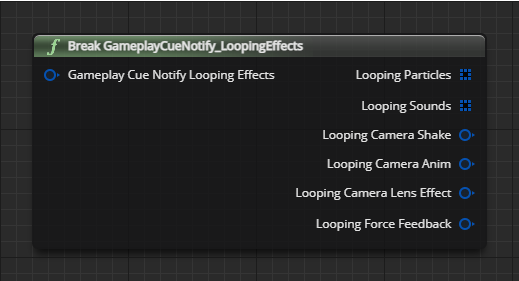 f Break GameplayCueNotify_LoopingEffects
Gameplay Cue Notify Looping Effects Looping Particles
Looping Sounds
Looping Camera Shake
Looping Camera Anim
Looping Camera Lens Effect
Looping Force Feedback